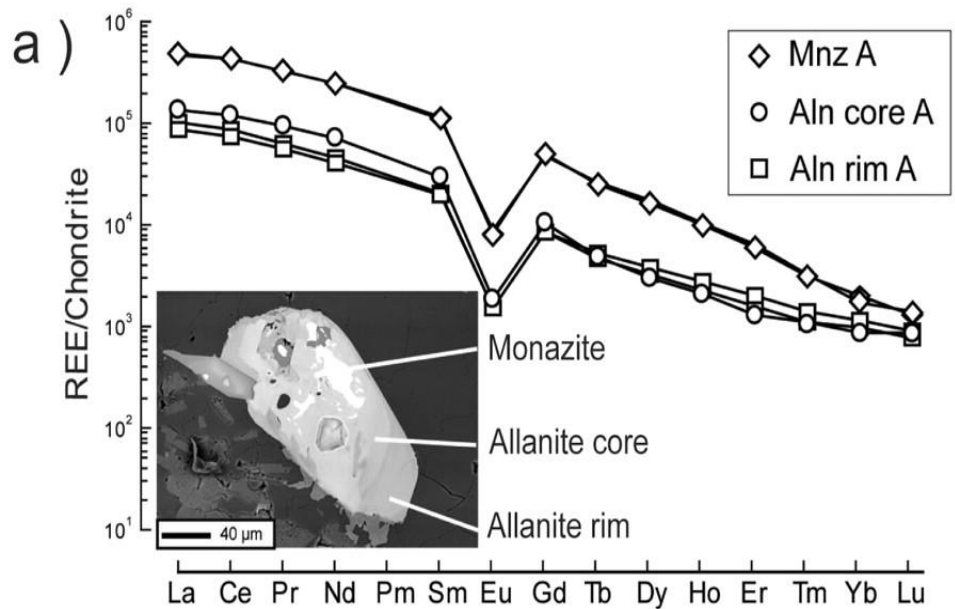 a )
10^6
10^5
10^4
10^3
10^2
10^1
REE/Chondrite
Mnz A
Aln core A
Aln rim A
Monazite
Allanite core
Allanite rim
40 µm
La Ce Pr Nd Pm Sm Eu Gd Tb Dy Ho Er Tm Yb Lu